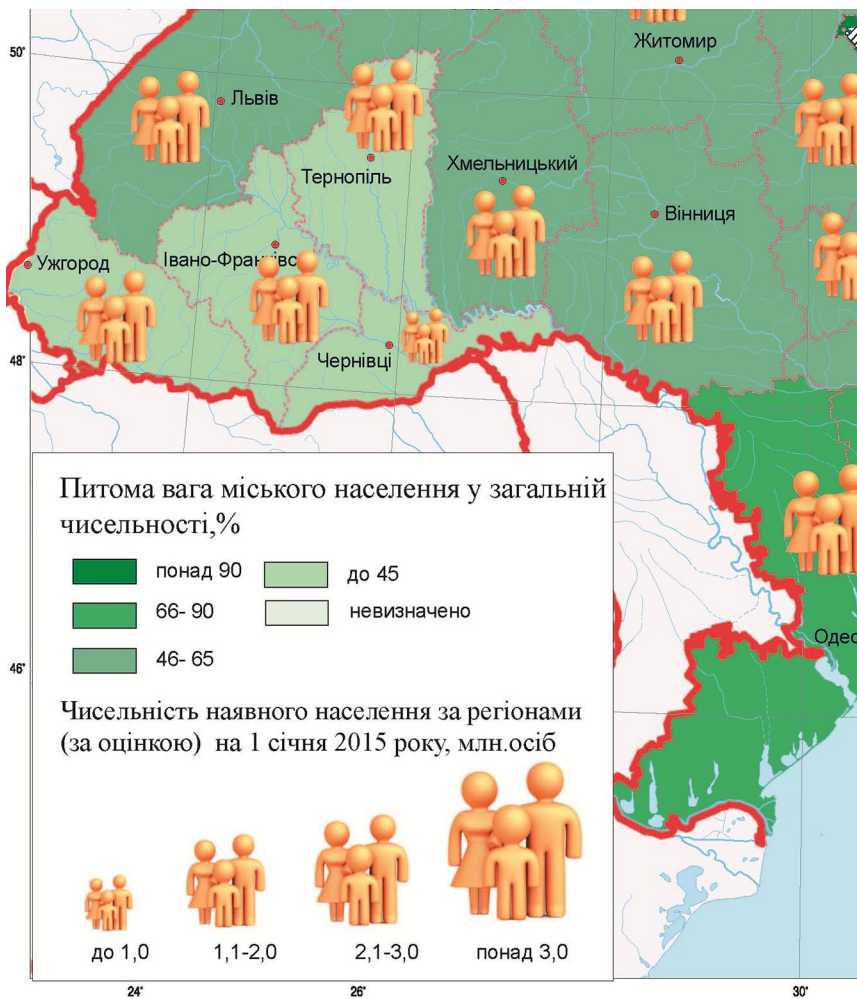 50°
Житомир
Львів
Тернопіль
Хмельницький
Вінниця
Ужгород
Івано-Франківс
Чернівці
48°
Питома вага міського населення у загальній
чисельності,%
понад 90
до 45
66- 90
невизначено
46- 65
46°
Одес
Чисельність наявного населення за регіонами
(за оцінкою) на 1 січня 2015 року, млн.осіб
до 1,0
1,1-2,0
2,1-3,0
понад 3,0
24°
26°
30°